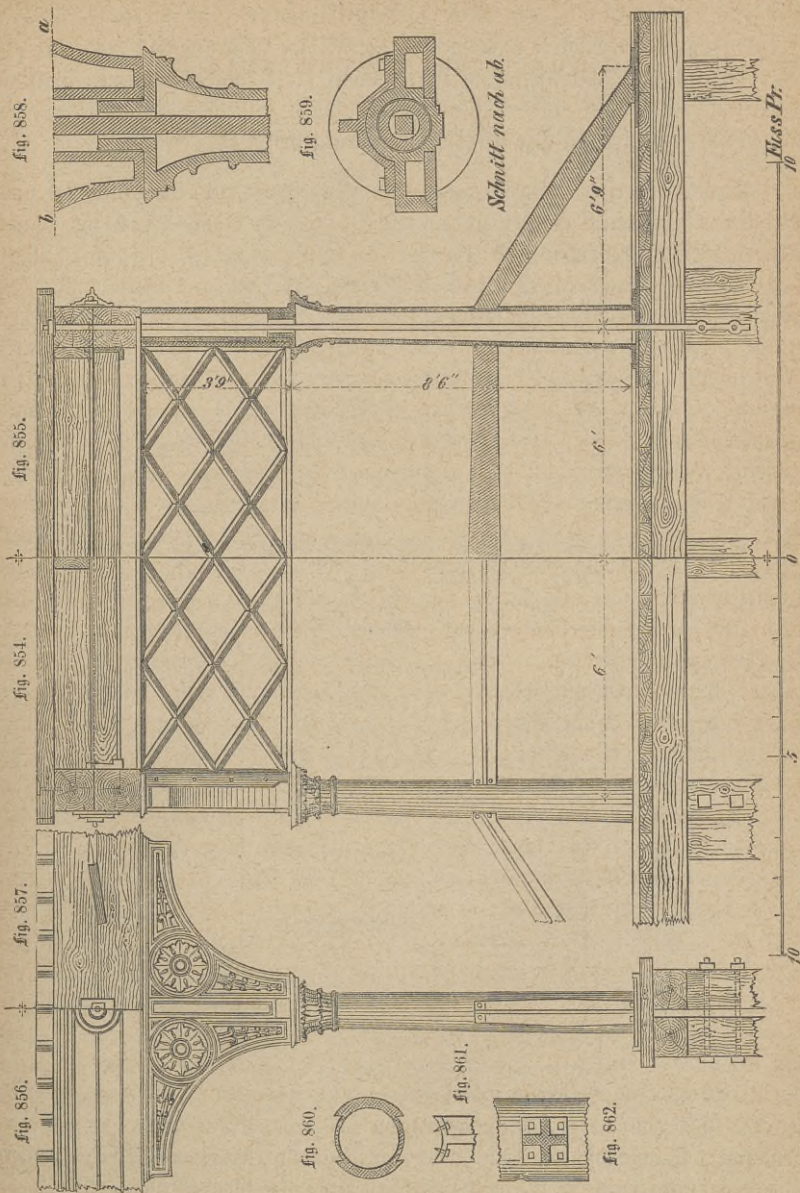 Fig. 856.
Fig. 857.
Fig. 854.
Fig. 855.
Fig. 858.
b
a
Fig. 859.
Schnitt nach ab.
Fig. 860.
Fig. 861.
Fig. 862.
3'9"
8'6"
6'
6'
6'9"
10
5
0
10
Fuss Pr.